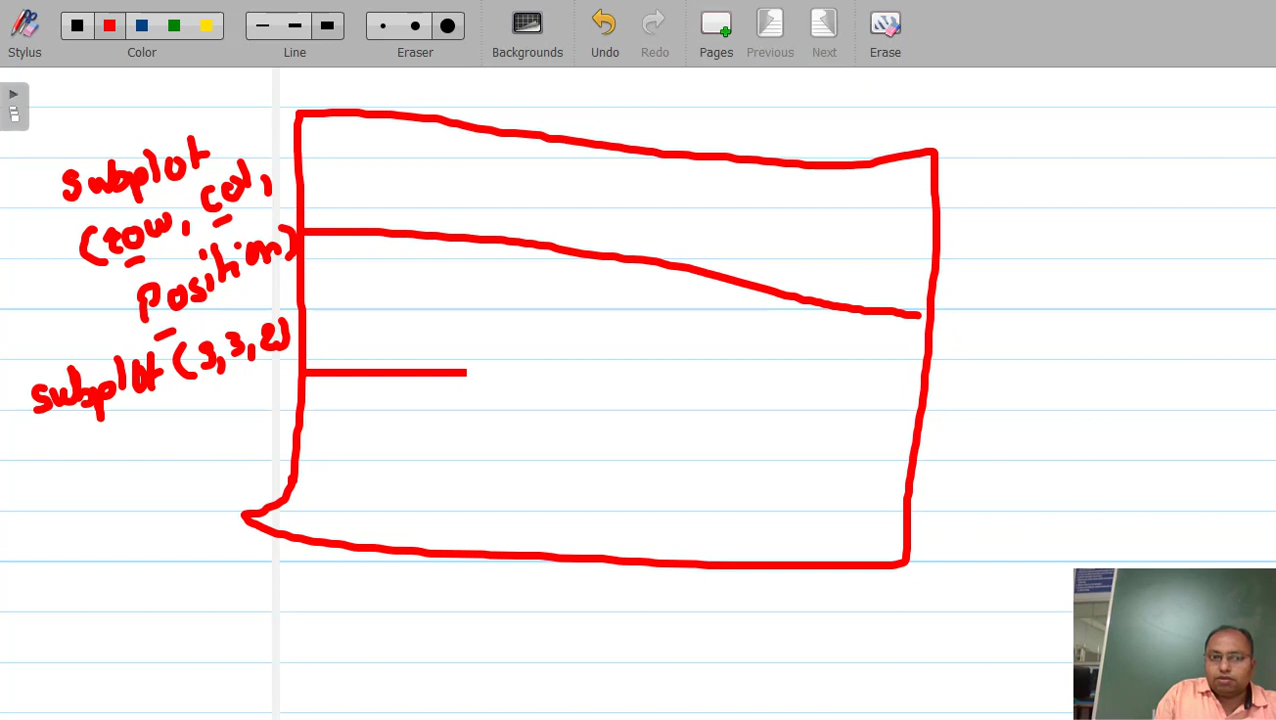 Stylus
Color
Line
Eraser
Backgrounds
Undo
Redo
Pages
Previous
Next
Erase
subplot
(row, col,
position)
subplot (3,3,2)